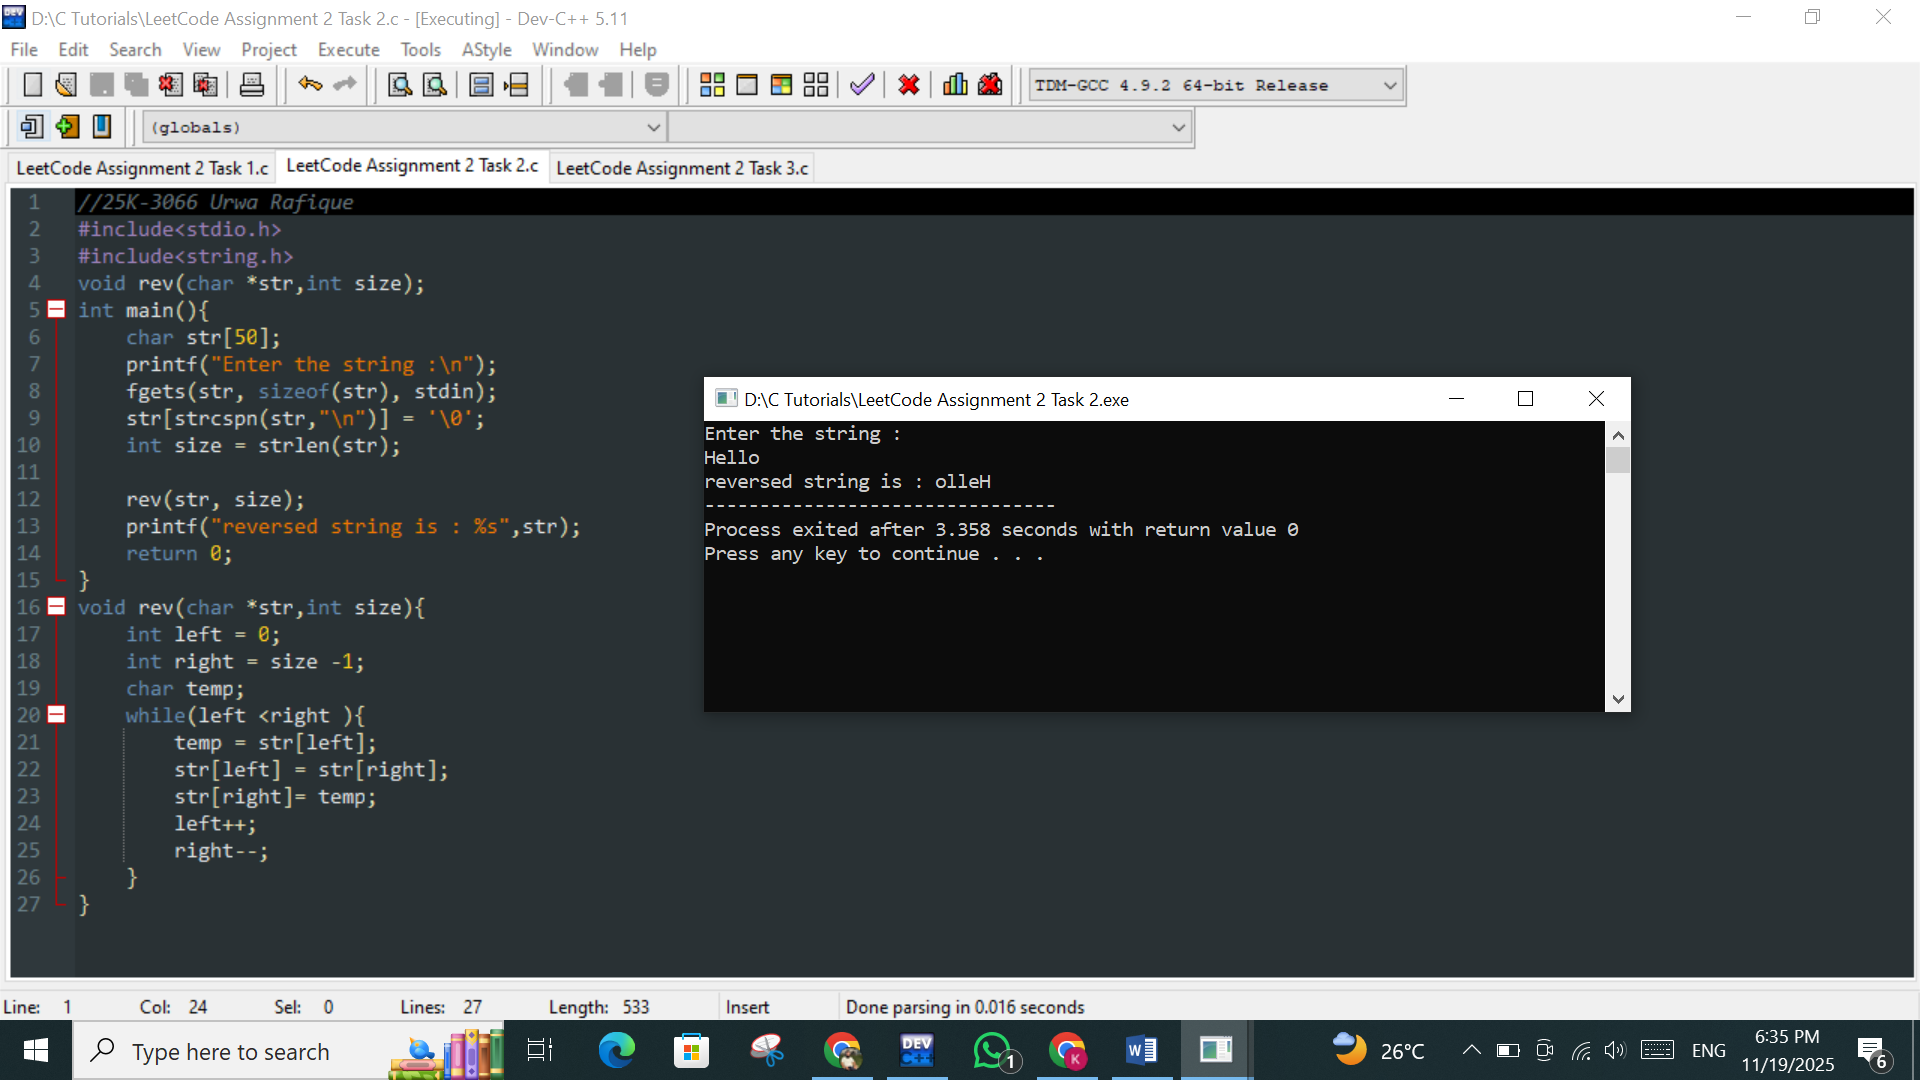 D:\C Tutorials\LeetCode Assignment 2 Task 2.c - [Executing] - Dev-C++ 5.11
File Edit Search View Project Execute Tools AStyle Window Help
TDM-GCC 4.9.2 64-bit Release
(globals)
LeetCode Assignment 2 Task 1.c LeetCode Assignment 2 Task 2.c LeetCode Assignment 2 Task 3.c
1 //25K-3066 Urwa Rafique
2 #include<stdio.h>
3 #include<string.h>
4 void rev(char *str,int size);
5 int main(){
6 char str[50];
7 printf("Enter the string :\n");
8 fgets(str, sizeof(str), stdin);
9 str[strcspn(str,"\n")] = '\0';
10 int size = strlen(str);
11
12 rev(str, size);
13 printf("reversed string is : %s",str);
14 return 0;
15 }
16 void rev(char *str,int size){
17 int left = 0;
18 int right = size -1;
19 char temp;
20 while(left <right ){
21 temp = str[left];
22 str[left] = str[right];
23 str[right]= temp;
24 left++;
25 right--;
26 }
27 }
D:\C Tutorials\LeetCode Assignment 2 Task 2.exe
Enter the string :
Hello
reversed string is : olleH
--------------------------------
Process exited after 3.358 seconds with return value 0
Press any key to continue . . .
Line: 1 Col: 24 Sel: 0 Lines: 27 Length: 533 Insert Done parsing in 0.016 seconds
Type here to search
DEV C++
1
K
W
26°C
ENG
6:35 PM
11/19/2025
6